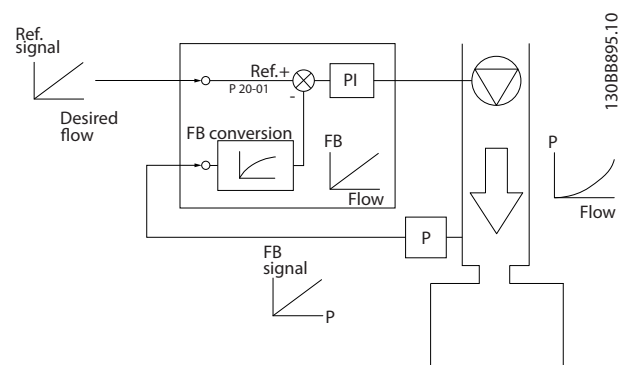 Ref.
signal
Desired
flow
Ref.+
P 20-01
-
PI
FB conversion
FB
Flow
P
FB
signal
P
P
Flow
130BB895.10